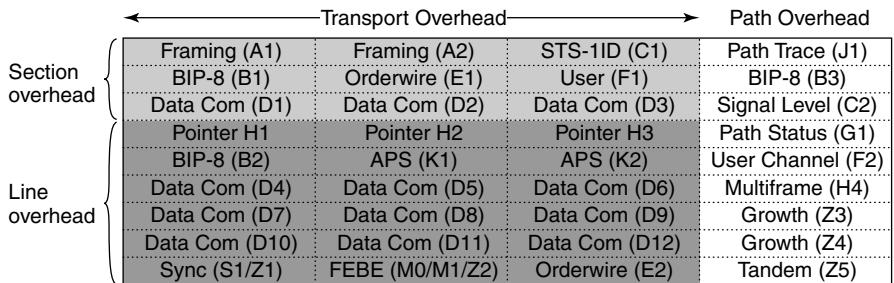 Transport Overhead Path Overhead
Section overhead
Framing (A1) Framing (A2) STS-1ID (C1) Path Trace (J1)
BIP-8 (B1) Orderwire (E1) User (F1) BIP-8 (B3)
Data Com (D1) Data Com (D2) Data Com (D3) Signal Level (C2)
Line overhead
Pointer H1 Pointer H2 Pointer H3 Path Status (G1)
BIP-8 (B2) APS (K1) APS (K2) User Channel (F2)
Data Com (D4) Data Com (D5) Data Com (D6) Multiframe (H4)
Data Com (D7) Data Com (D8) Data Com (D9) Growth (Z3)
Data Com (D10) Data Com (D11) Data Com (D12) Growth (Z4)
Sync (S1/Z1) FEBE (M0/M1/Z2) Orderwire (E2) Tandem (Z5)